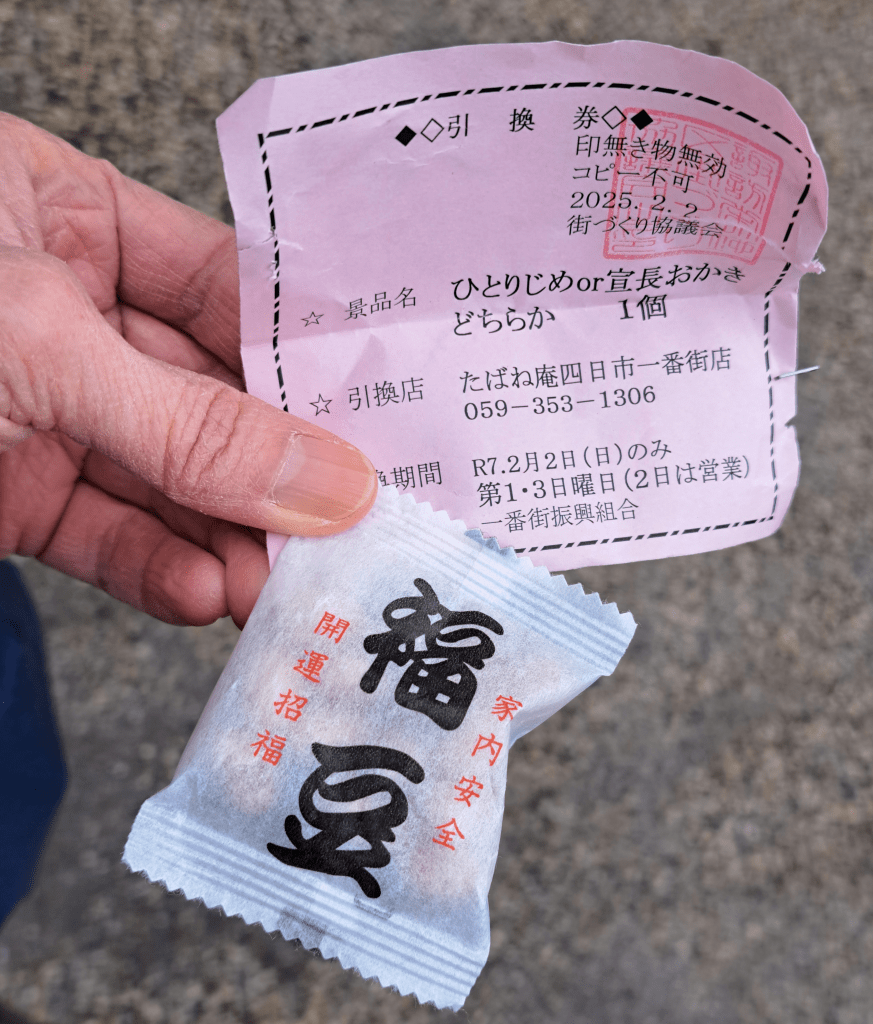 ◆◇引 換 券◇◆
印無き物無効
コピー不可
2025.2.2
街づくり協議会
☆ 景品名 ひとりじめor宣長おかき
どちらか 1個
☆ 引換店 たばね庵四日市一番街店
059-353-1306
期間 R7.2月2日(日)のみ
第1・3日曜日(2日は営業)
一番街振興組合
家内安全
福豆
開運招福